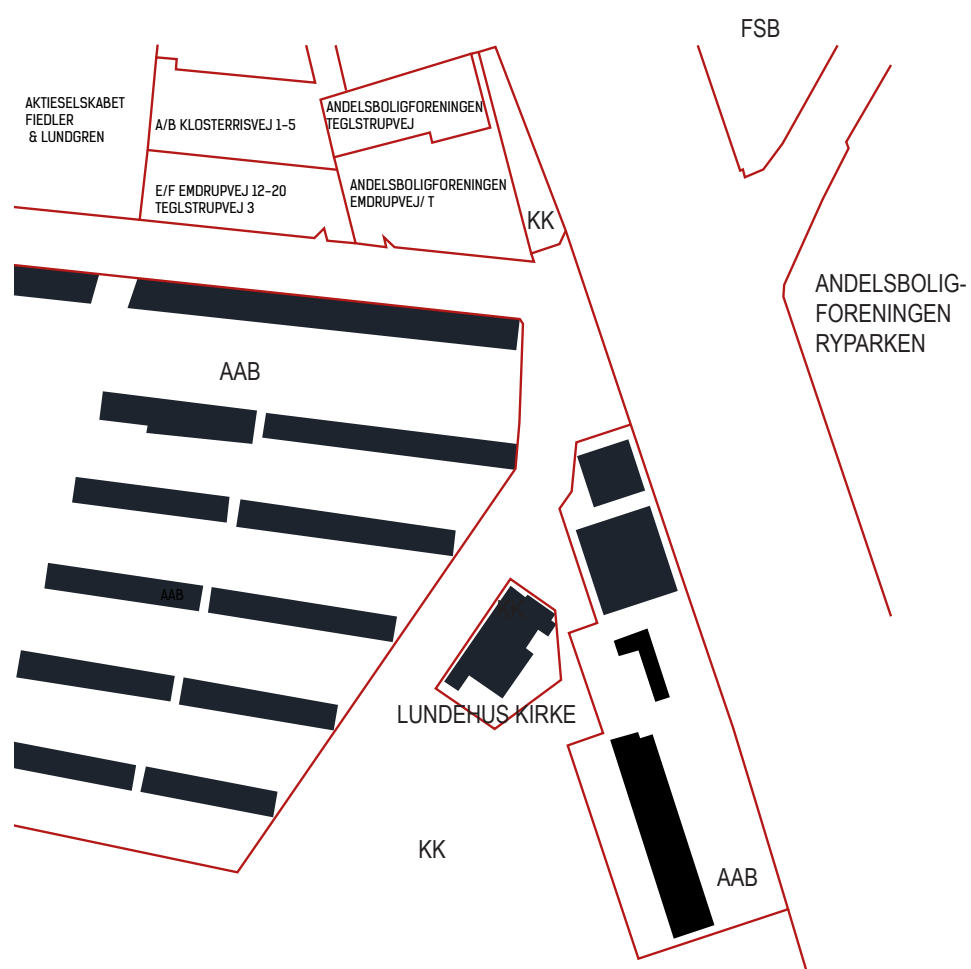 FSB
AKTIESELSKABET
FIEDLER
& LUNDGREN
A/B KLOSTERRISVEJ 1-5
ANDELSBOLIGFORENINGEN
TEGLSTRUPVEJ
E/F EMDRUPVEJ 12-20
TEGLSTRUPVEJ 3
ANDELSBOLIGFORENINGEN
EMDRUPVEJ/ T
KK
ANDELSBOLIG-
FORENINGEN
RYPARKEN
AAB
AAB
KK
LUNDEHUS KIRKE
KK
AAB